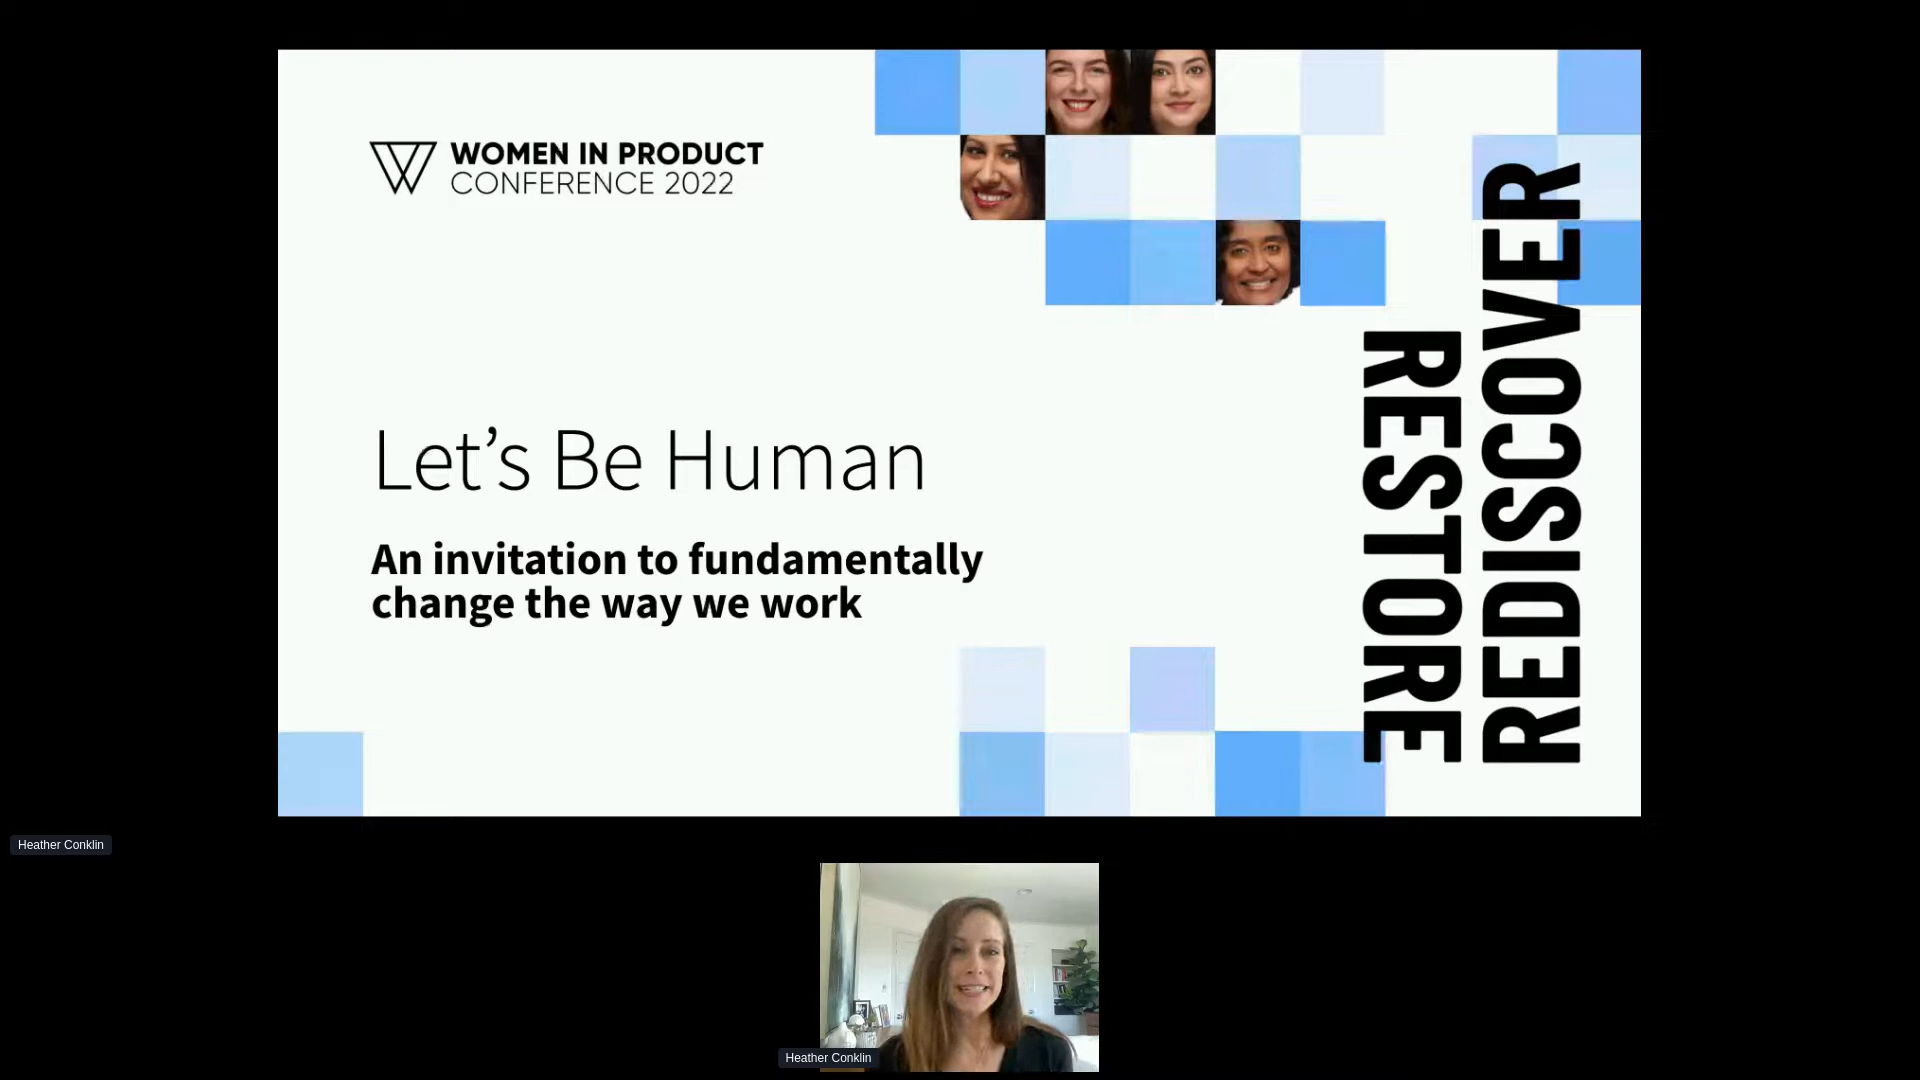 WOMEN IN PRODUCT
CONFERENCE 2022
Let’s Be Human
An invitation to fundamentally
change the way we work
RESTORE
REDISCOVER
Heather Conklin
Heather Conklin